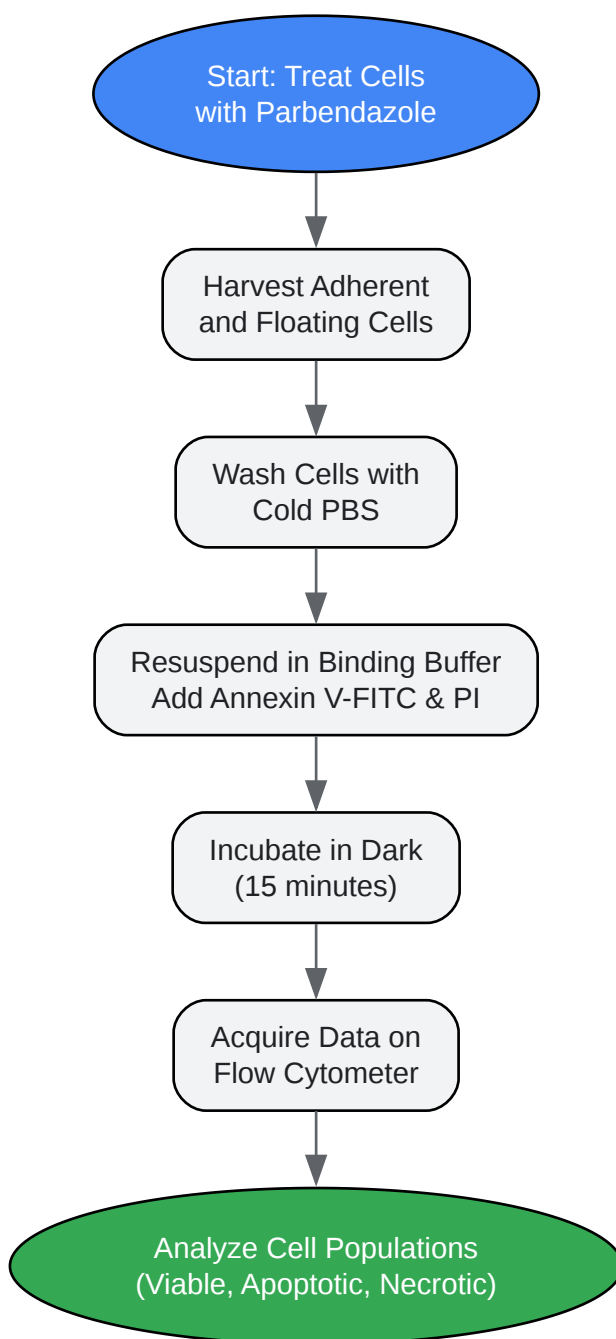 Start: Treat Cells
with Parbendazole
Harvest Adherent
and Floating Cells
Wash Cells with
Cold PBS
Resuspend in Binding Buffer
Add Annexin V-FITC & PI
Incubate in Dark
(15 minutes)
Acquire Data on
Flow Cytometer
Analyze Cell Populations
(Viable, Apoptotic, Necrotic)